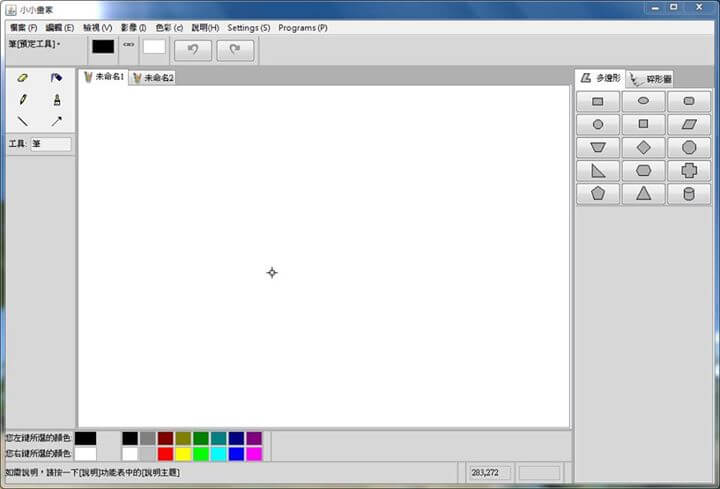 小小畫家
檔案 (F) 編輯 (E) 檢視 (V) 影像 (I) 色彩 (c) 說明(H) Settings (S) Programs (P)
筆[預定工具]。
未命名1 未命名2
多邊形 碎形圖
工具: 筆
您左鍵所選的顏色:
您右鍵所選的顏色:
如需說明，請按一下[說明]功能表中的[說明主題]
283,272